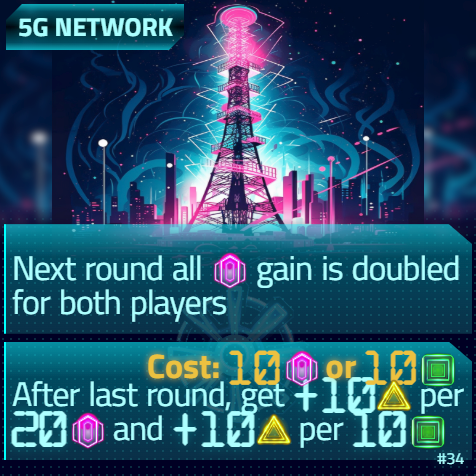 5G NETWORK
Next round all gain is doubled
for both players
Cost: 10 or 10
After last round, get +10 per
20 and +10 per 10
#34